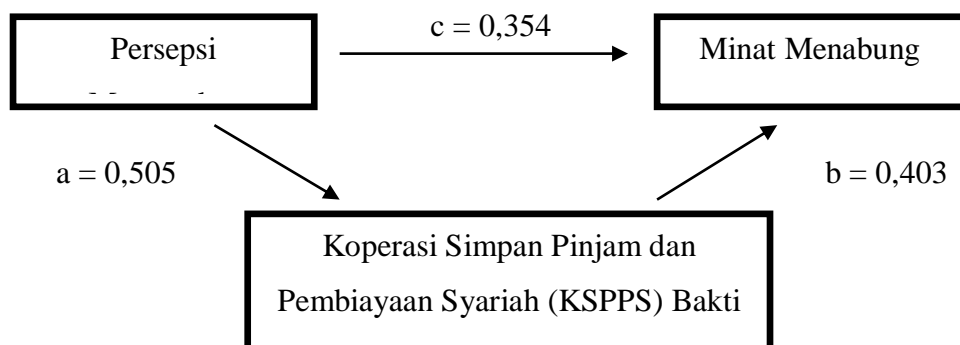 c = 0,354
Persepsi
Minat Menabung
a = 0,505
b = 0,403
Koperasi Simpan Pinjam dan
Pembiayaan Syariah (KSPPS) Bakti